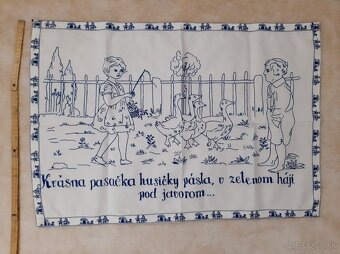 Krásna pasačka husičky pásla, v zelenom háji
pod javorom...